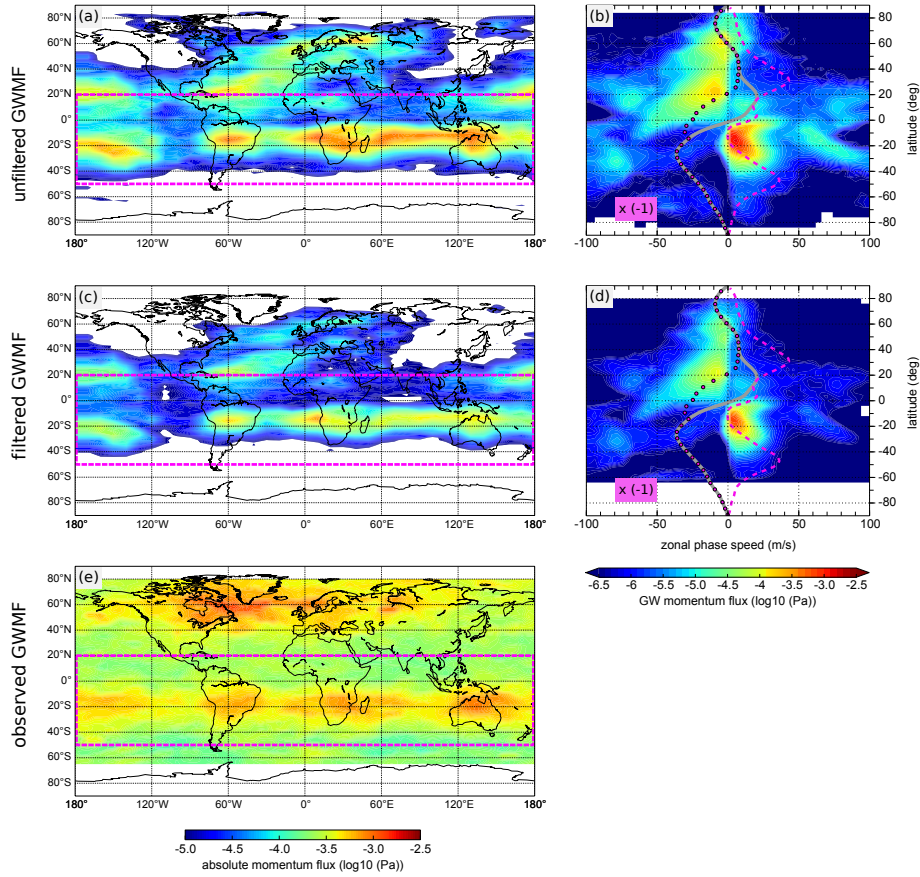 unfiltered GWMF
(a)
80°N
60°N
40°N
20°N
0°
20°S
40°S
60°S
80°S
180° 120°W 60°W 0° 60°E 120°E 180°
(b)
x (-1)
80
60
40
20
0
-20
-40
-60
-80
latitude (deg)
-100 -50 0 50 100
filtered GWMF
(c)
80°N
60°N
40°N
20°N
0°
20°S
40°S
60°S
80°S
180° 120°W 60°W 0° 60°E 120°E 180°
(d)
x (-1)
80
60
40
20
0
-20
-40
-60
-80
latitude (deg)
-100 -50 0 50 100
zonal phase speed (m/s)
-6.5 -6 -5.5 -5 -4.5 -4 -3.5 -3.0 -2.5
GW momentum flux (log10 (Pa))
observed GWMF
(e)
80°N
60°N
40°N
20°N
0°
20°S
40°S
60°S
80°S
180° 120°W 60°W 0° 60°E 120°E 180°
-5.0 -4.5 -4.0 -3.5 -3.0 -2.5
absolute momentum flux (log10 (Pa))